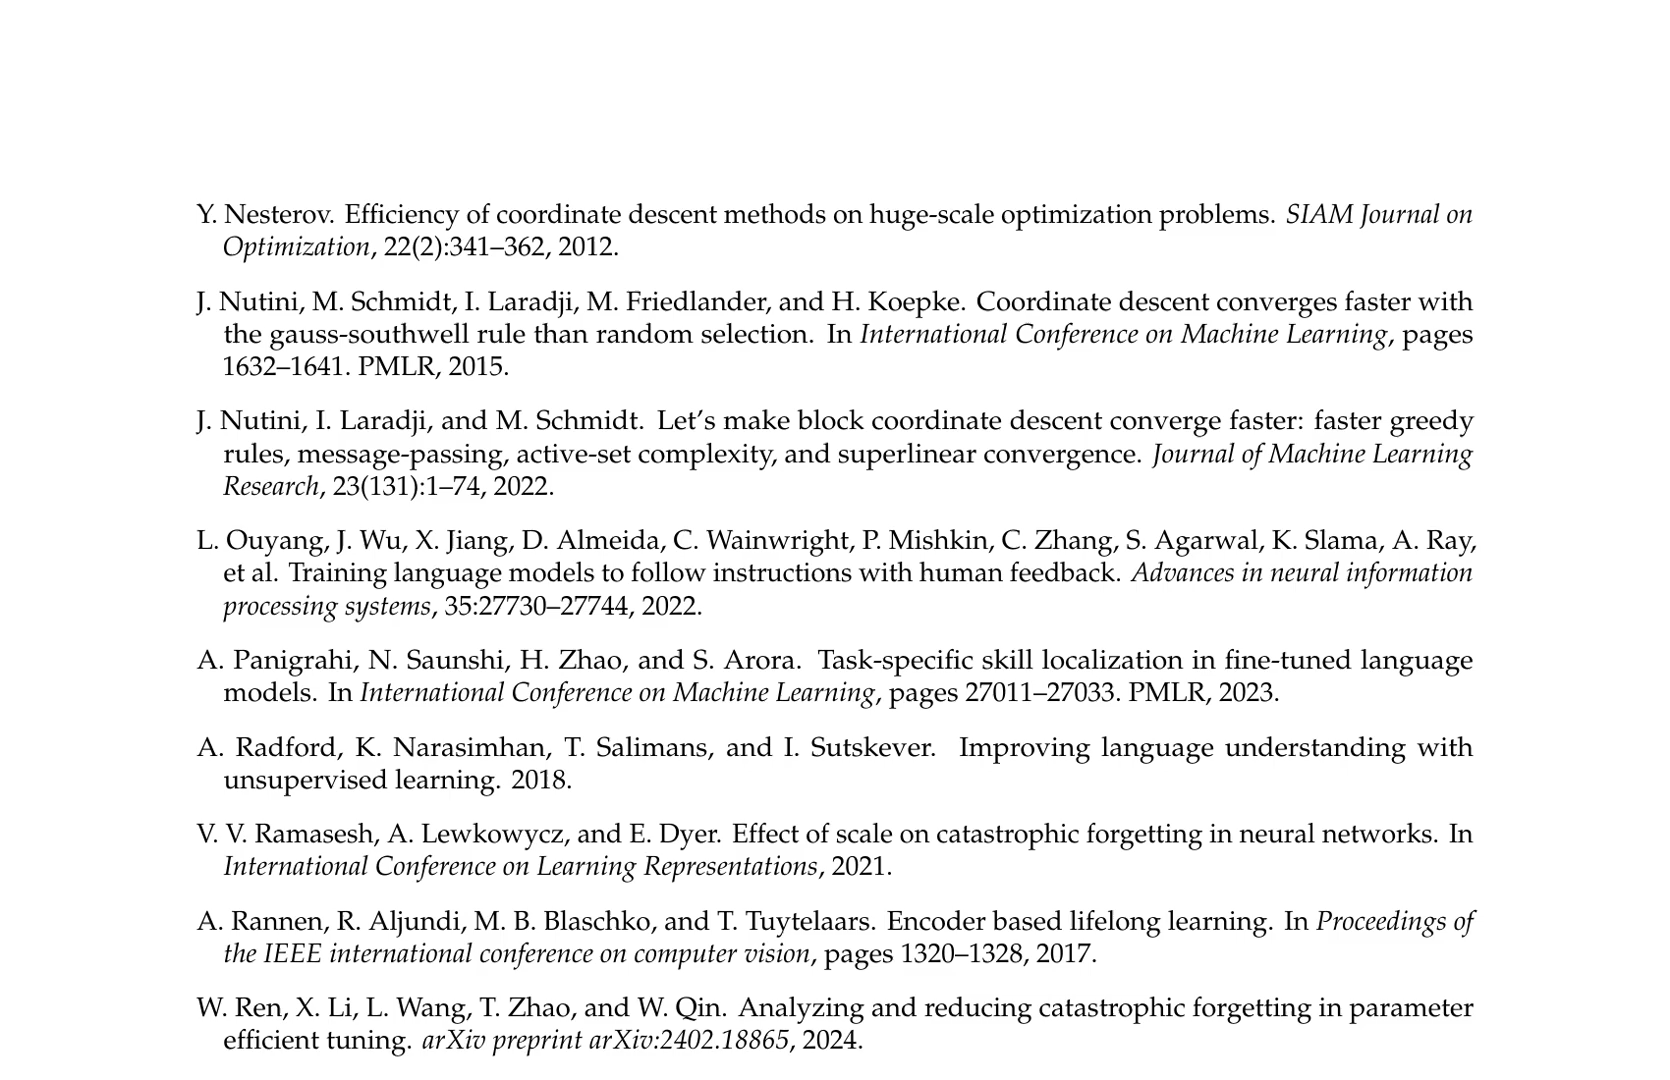 Y. Nesterov. Efficiency of coordinate descent methods on huge-scale optimization problems. SIAM Journal on
Optimization, 22(2):341–362, 2012.
J. Nutini, M. Schmidt, I. Laradji, M. Friedlander, and H. Koepke. Coordinate descent converges faster with
the gauss-southwell rule than random selection. In International Conference on Machine Learning, pages
1632–1641. PMLR, 2015.
J. Nutini, I. Laradji, and M. Schmidt. Let’s make block coordinate descent converge faster: faster greedy
rules, message-passing, active-set complexity, and superlinear convergence. Journal of Machine Learning
Research, 23(131):1–74, 2022.
L. Ouyang, J. Wu, X. Jiang, D. Almeida, C. Wainwright, P. Mishkin, C. Zhang, S. Agarwal, K. Slama, A. Ray,
et al. Training language models to follow instructions with human feedback. Advances in neural information
processing systems, 35:27730–27744, 2022.
A. Panigrahi, N. Saunshi, H. Zhao, and S. Arora. Task-specific skill localization in fine-tuned language
models. In International Conference on Machine Learning, pages 27011–27033. PMLR, 2023.
A. Radford, K. Narasimhan, T. Salimans, and I. Sutskever. Improving language understanding with
unsupervised learning. 2018.
V. V. Ramasesh, A. Lewkowycz, and E. Dyer. Effect of scale on catastrophic forgetting in neural networks. In
International Conference on Learning Representations, 2021.
A. Rannen, R. Aljundi, M. B. Blaschko, and T. Tuytelaars. Encoder based lifelong learning. In Proceedings of
the IEEE international conference on computer vision, pages 1320–1328, 2017.
W. Ren, X. Li, L. Wang, T. Zhao, and W. Qin. Analyzing and reducing catastrophic forgetting in parameter
efficient tuning. arXiv preprint arXiv:2402.18865, 2024.